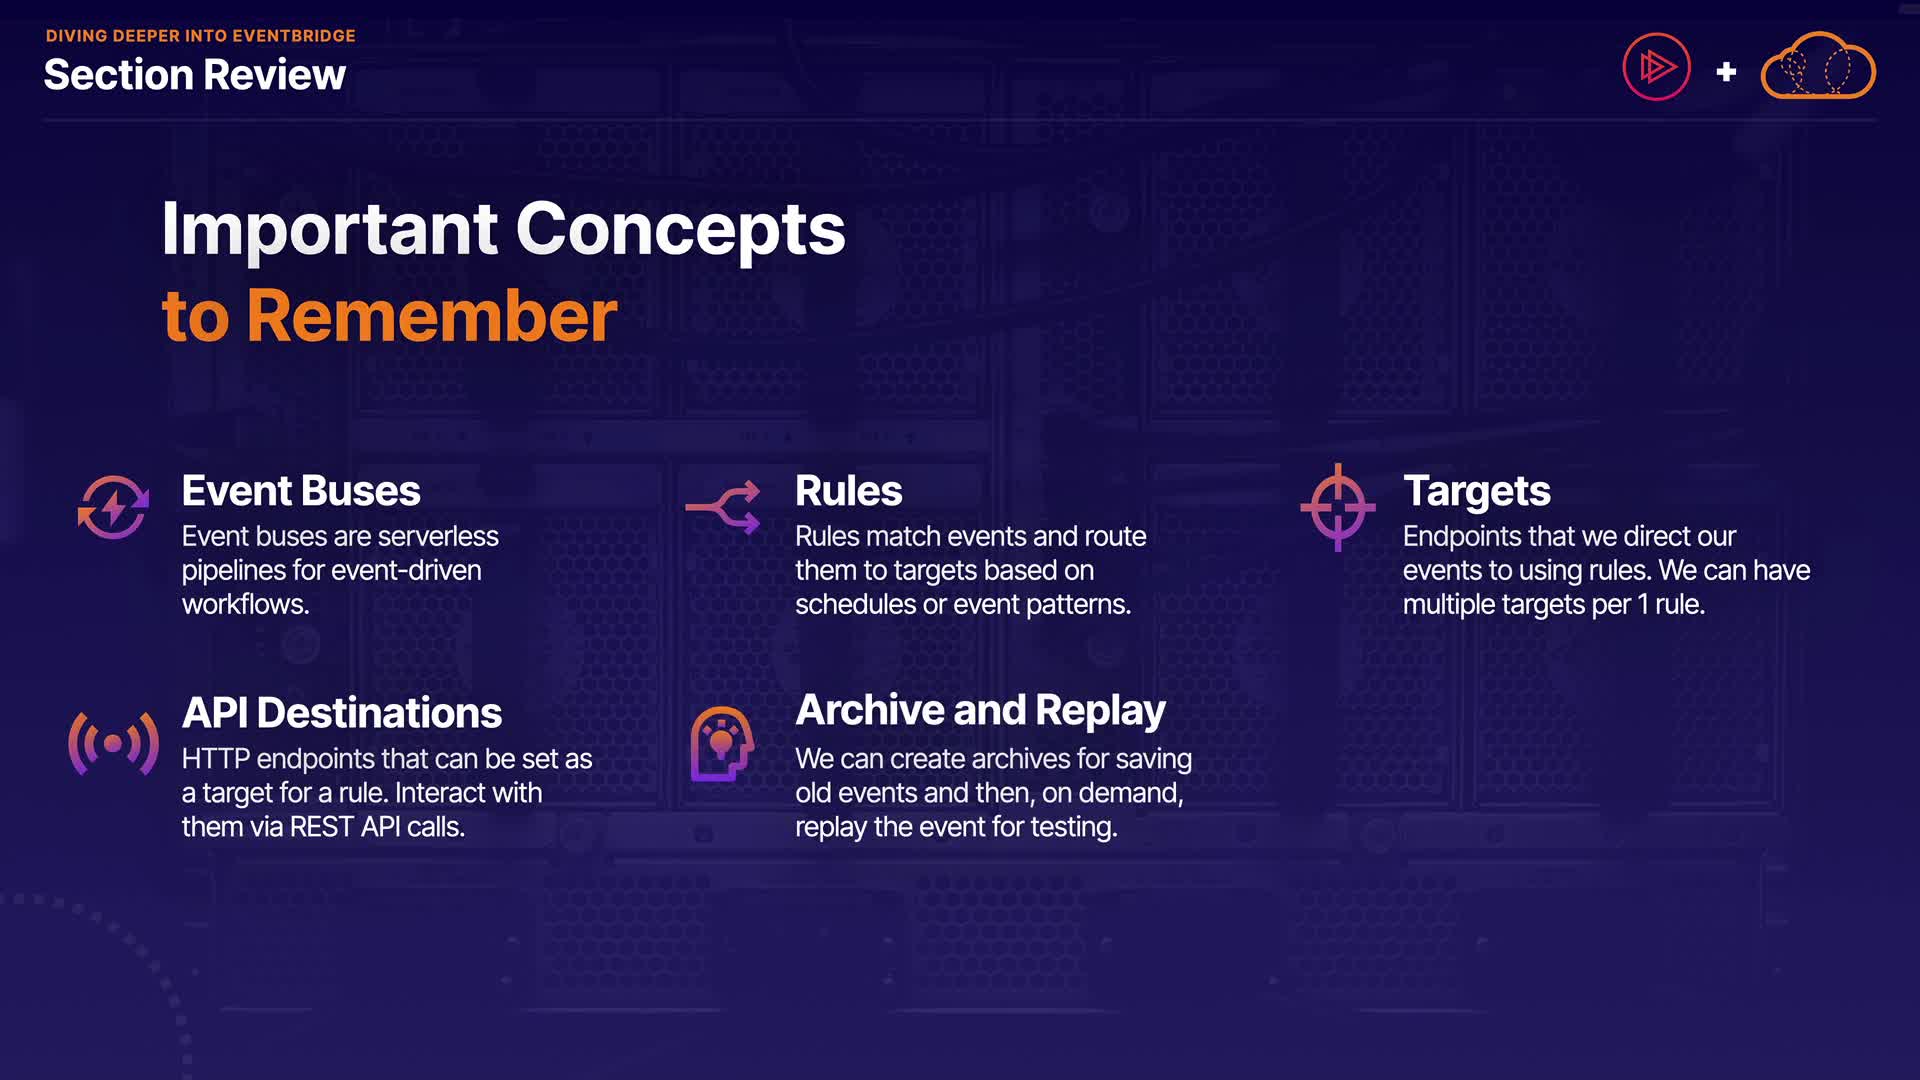 DIVING DEEPER INTO EVENTBRIDGE
Section Review
Important Concepts
to Remember
Event Buses
Event buses are serverless
pipelines for event-driven
workflows.
Rules
Rules match events and route
them to targets based on
schedules or event patterns.
Targets
Endpoints that we direct our
events to using rules. We can have
multiple targets per 1 rule.
API Destinations
HTTP endpoints that can be set as
a target for a rule. Interact with
them via REST API calls.
Archive and Replay
We can create archives for saving
old events and then, on demand,
replay the event for testing.